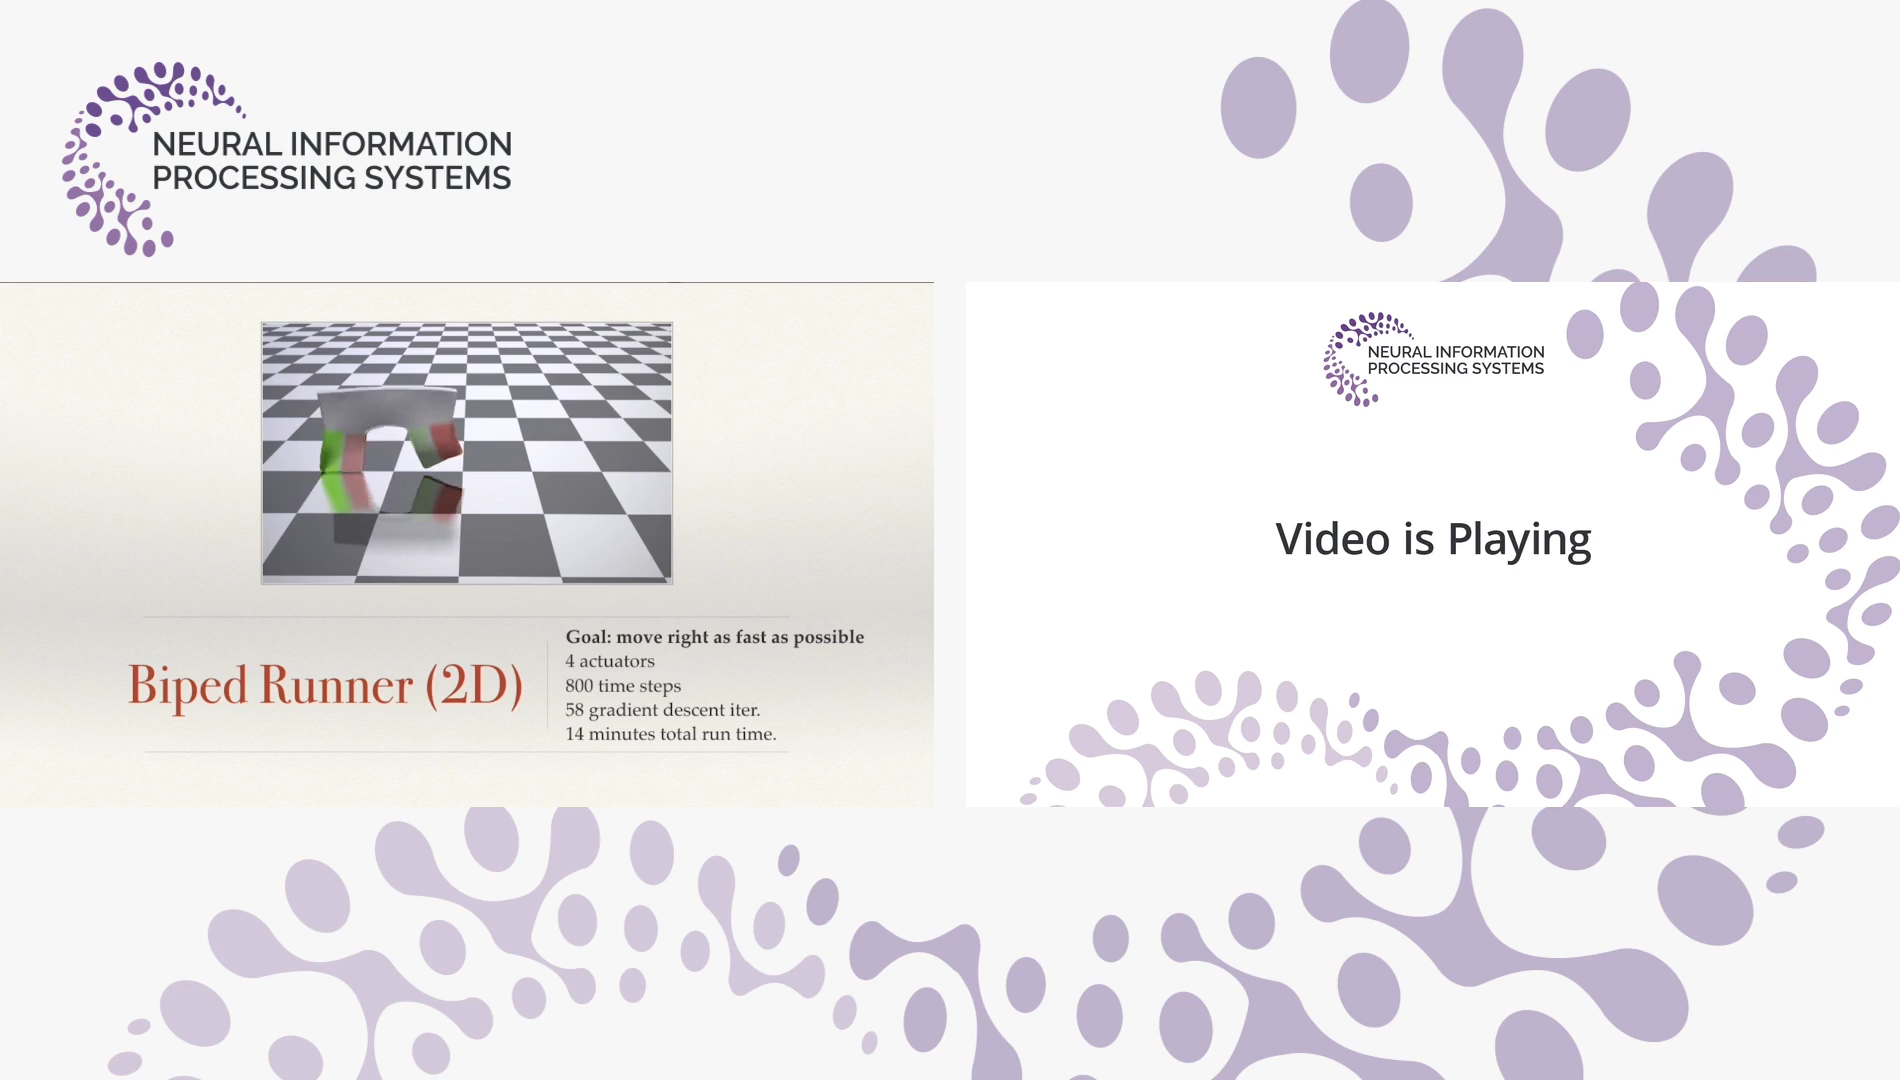 NEURAL INFORMATION
PROCESSING SYSTEMS
Biped Runner (2D)
Goal: move right as fast as possible
4 actuators
800 time steps
58 gradient descent iter.
14 minutes total run time.
NEURAL INFORMATION
PROCESSING SYSTEMS
Video is Playing